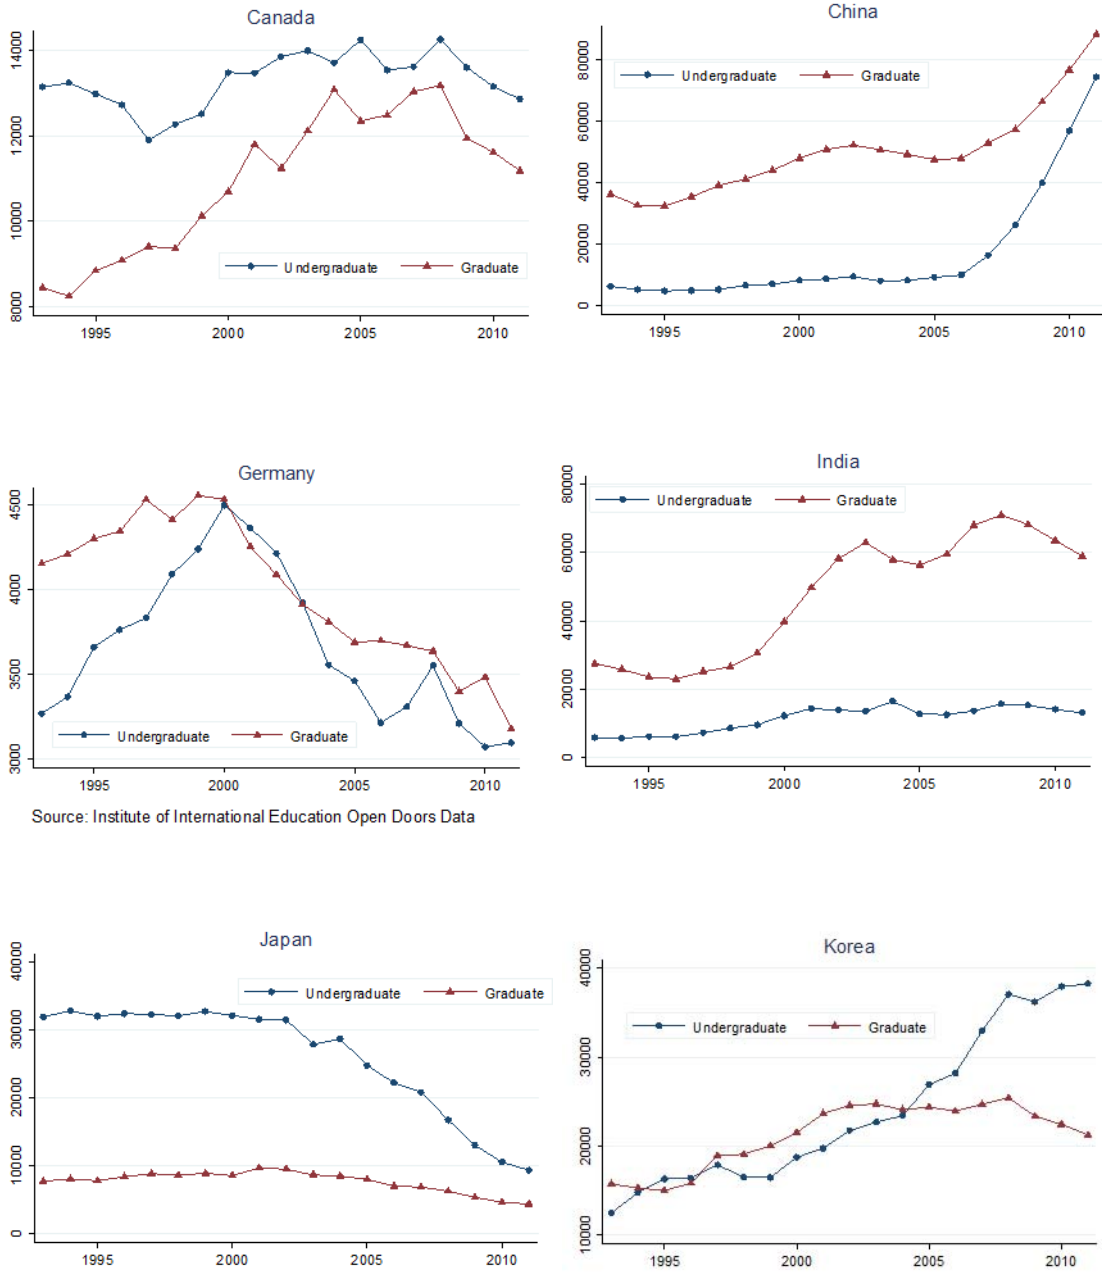 Canada
14000
12000
10000
8000
Undergraduate Graduate
1995 2000 2005 2010
China
80000
60000
40000
20000
0
Undergraduate Graduate
1995 2000 2005 2010
Germany
4500
4000
3500
3000
Undergraduate Graduate
1995 2000 2005 2010
Source: Institute of International Education Open Doors Data
India
80000
60000
40000
20000
0
Undergraduate Graduate
1995 2000 2005 2010
Japan
40000
30000
20000
10000
0
Undergraduate Graduate
1995 2000 2005 2010
Korea
40000
30000
20000
10000
Undergraduate Graduate
1995 2000 2005 2010